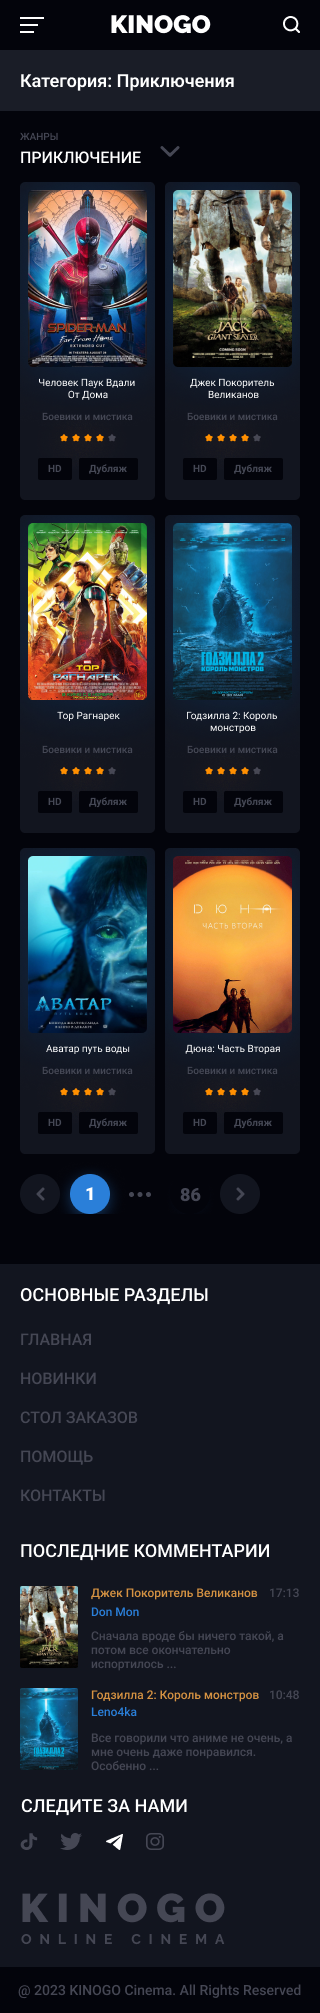 KINOGO
Категория: Приключения
ЖАНРЫ
ПРИКЛЮЧЕНИЕ
SPIDER-MAN
Far From Home
EXTENDED CUT
JACK
THE
GIANT SLAYER
COMING SOON
Человек Паук Вдали
От Дома
Боевики и мистика
HD Дубляж
Джек Покоритель
Великанов
Боевики и мистика
HD Дубляж
ТОР
РАГНАРЕК
ГОДЗИЛЛА 2
КОРОЛЬ МОНСТРОВ
Тор Рагнарек
Боевики и мистика
HD Дубляж
Годзилла 2: Король
монстров
Боевики и мистика
HD Дубляж
АВАТАР
ПУТЬ ВОДЫ
ДЮНА
ЧАСТЬ ВТОРАЯ
Аватар путь воды
Боевики и мистика
HD Дубляж
Дюна: Часть Вторая
Боевики и мистика
HD Дубляж
1 ••• 86
ОСНОВНЫЕ РАЗДЕЛЫ
ГЛАВНАЯ
НОВИНКИ
СТОЛ ЗАКАЗОВ
ПОМОЩЬ
КОНТАКТЫ
ПОСЛЕДНИЕ КОММЕНТАРИИ
Джек Покоритель Великанов 17:13
Don Mon
Сначала вроде бы ничего такой, а
потом все окончательно
испортилось ...
Годзилла 2: Король монстров 10:48
Leno4ka
Все говорили что аниме не очень, а
мне очень даже понравился.
Особенно ...
СЛЕДИТЕ ЗА НАМИ
KINOGO
ONLINE CINEMA
@ 2023 KINOGO Cinema. All Rights Reserved